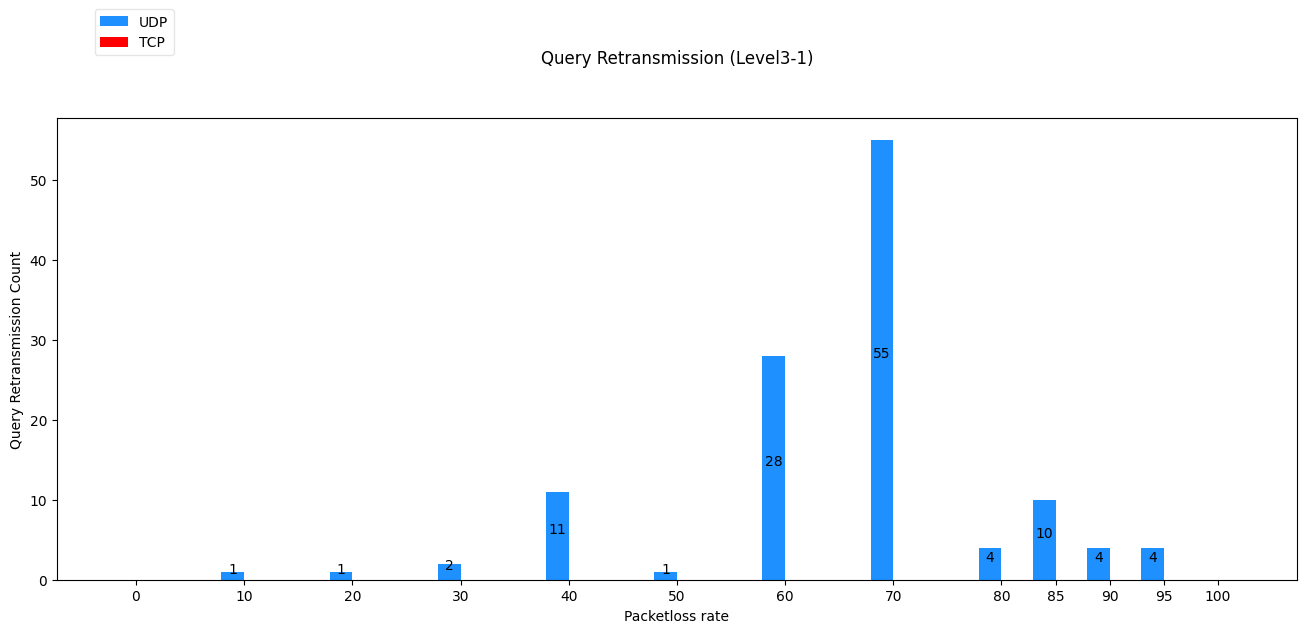 UDP
TCP
Query Retransmission (Level3-1)
Query Retransmission Count
50
40
30
20
10
0
1
1
2
11
1
28
55
4
10
4
4
0 10 20 30 40 50 60 70 80 85 90 95 100
Packetloss rate